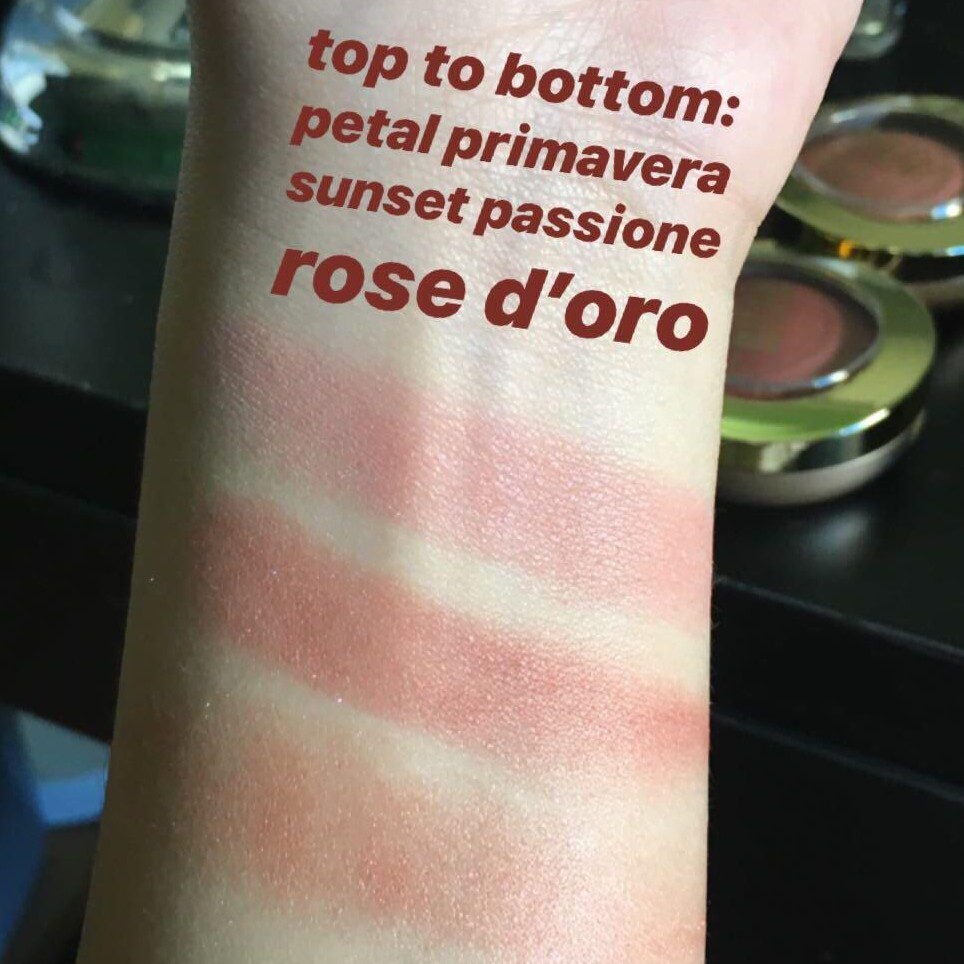 top to bottom:
petal primavera
sunset passione
rose d'oro